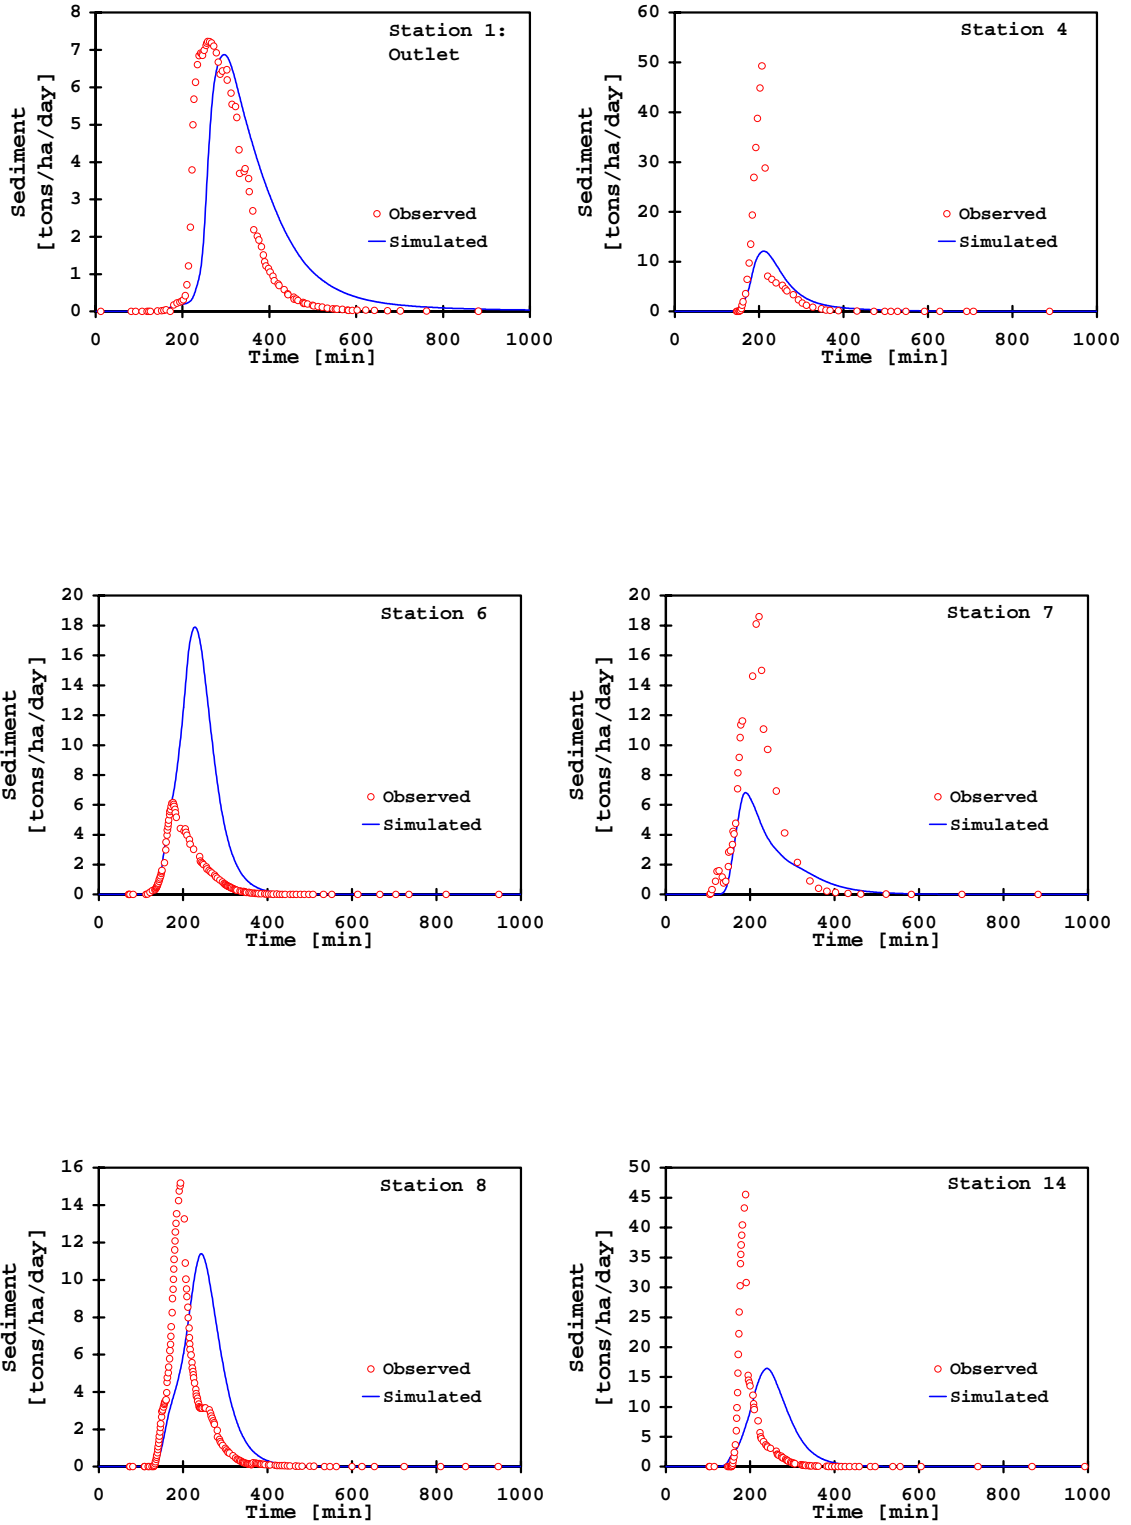 8
7
6
5
4
3
2
1
0
Sediment
[tons/ha/day]
Station 1:
Outlet
Observed
Simulated
0 200 400 600 800 1000
Time [min]
60
50
40
30
20
10
0
Sediment
[tons/ha/day]
Station 4
Observed
Simulated
0 200 400 600 800 1000
Time [min]
20
18
16
14
12
10
8
6
4
2
0
Sediment
[tons/ha/day]
Station 6
Observed
Simulated
0 200 400 600 800 1000
Time [min]
20
18
16
14
12
10
8
6
4
2
0
Sediment
[tons/ha/day]
Station 7
Observed
Simulated
0 200 400 600 800 1000
Time [min]
16
14
12
10
8
6
4
2
0
Sediment
[tons/ha/day]
Station 8
Observed
Simulated
0 200 400 600 800 1000
Time [min]
50
45
40
35
30
25
20
15
10
5
0
Sediment
[tons/ha/day]
Station 14
Observed
Simulated
0 200 400 600 800 1000
Time [min]